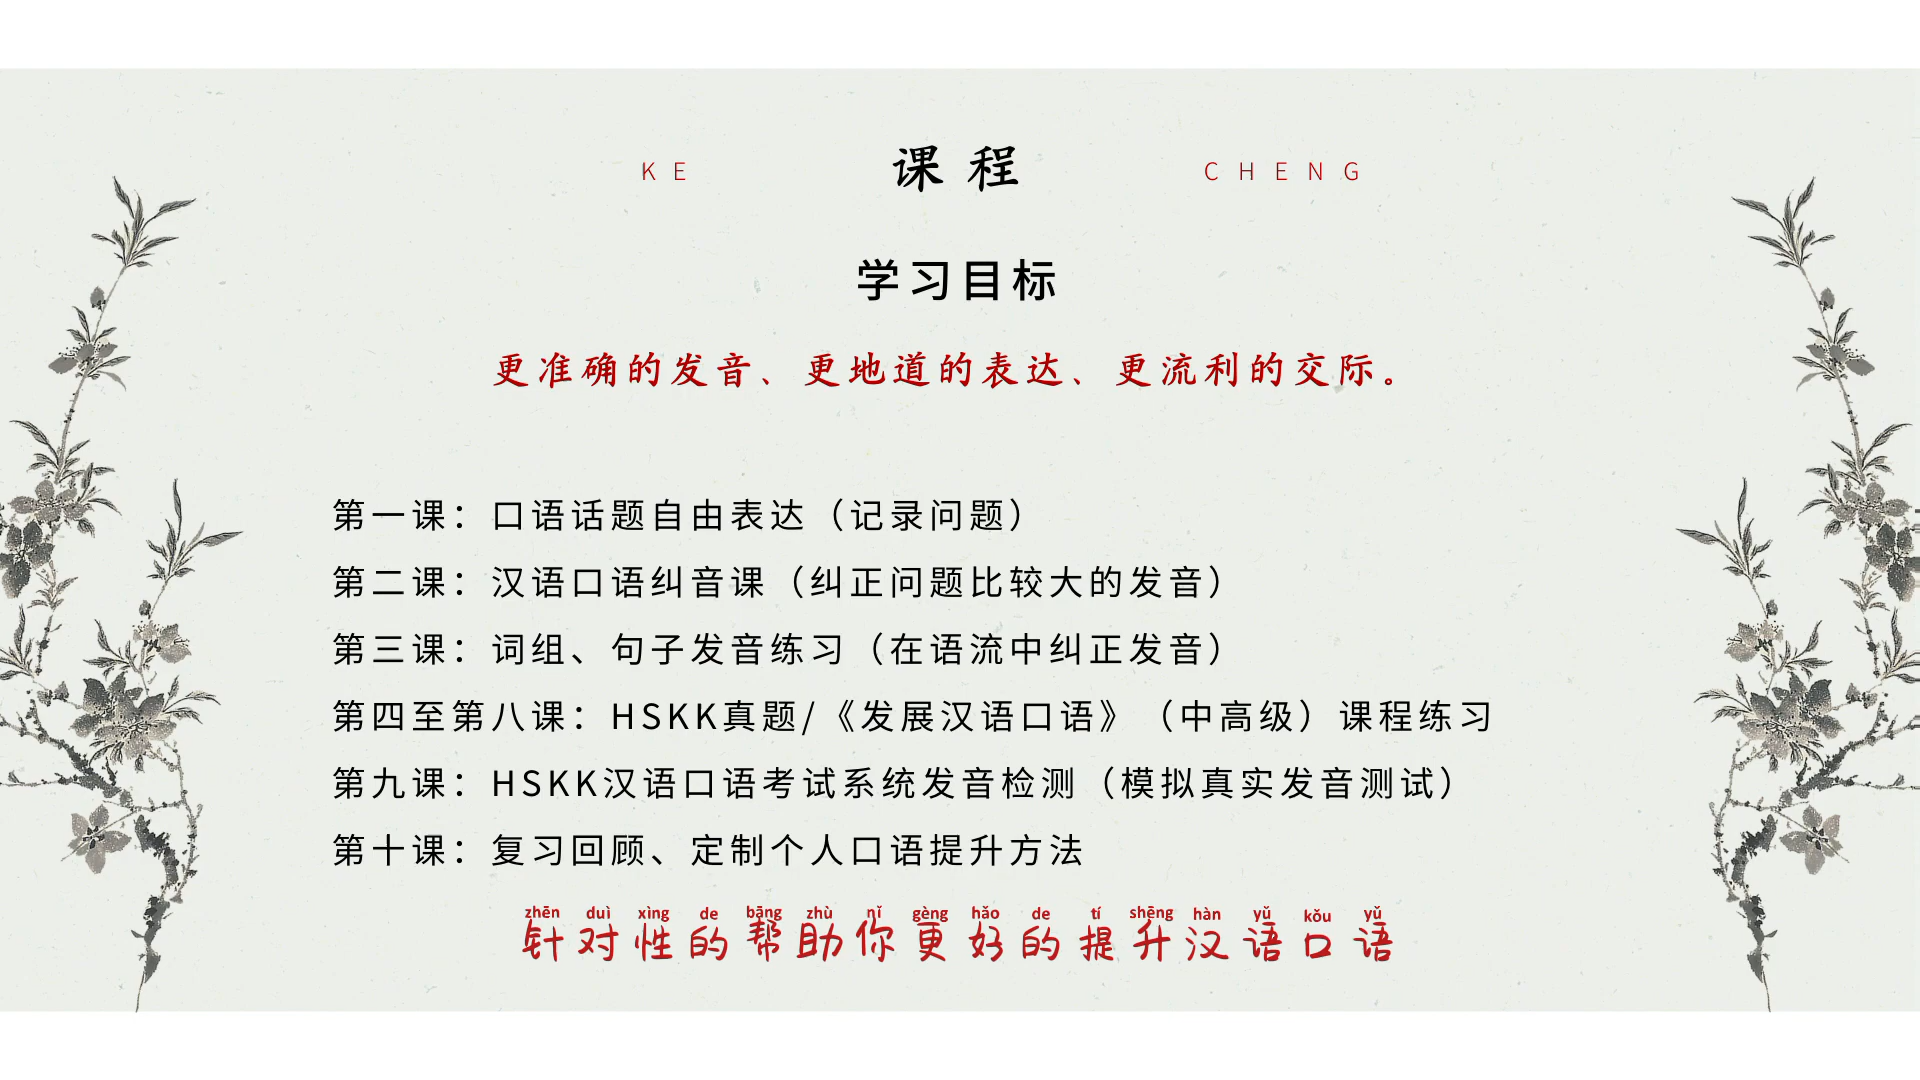 KE 课程 CHENG
学习目标
更准确的发音、更地道的表达、更流利的交际。
第一课：口语话题自由表达（记录问题）
第二课：汉语口语纠音课（纠正问题比较大的发音）
第三课：词组、句子发音练习（在语流中纠正发音）
第四至第八课：HSKK真题/《发展汉语口语》（中高级）课程练习
第九课：HSKK汉语口语考试系统发音检测（模拟真实发音测试）
第十课：复习回顾、定制个人口语提升方法
zhēn duì xìng de bāng zhù nǐ gèng hǎo de tí shēng hàn yǔ kǒu yǔ
针对性的帮助你更好的提升汉语口语